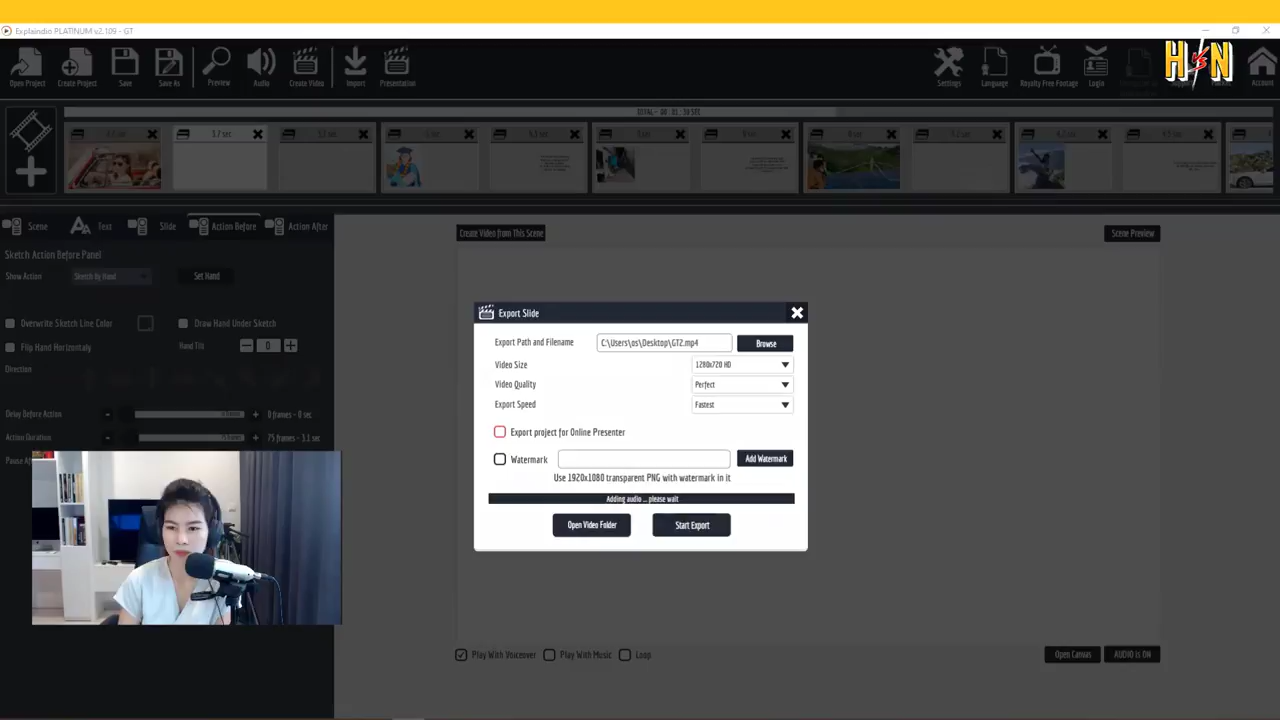 Explaindio PLATINUM v2.109 - GT
HSN
VS
Open Project
Create Project
Save
Save As
Preview
Audio
Create Video
Import
Presentation
Settings
Language
Royalty Free Footage
Login
Account
3.7 sec
Scene
Text
Slide
Action Before
Action After
Sketch Action Before Panel
Show Action
Sketch By Hand
Set Hand
Overwrite Sketch Line Color
Draw Hand Under Sketch
Flip Hand Horizontaly
Hand Tilt
0
Direction
Delay Before Action
0 frames - 0 sec
Action Duration
75 frames - 3.1 sec
Create Video from This Scene
Scene Preview
Export Slide
Export Path and Filename
C:\Users\os\Desktop\GT2.mp4
Browse
Video Size
1280x720 HD
Video Quality
Perfect
Export Speed
Fastest
Export project for Online Presenter
Watermark
Add Watermark
Use 1920x1080 transparent PNG with watermark in it
Adding audio ... please wait
Open Video Folder
Start Export
Play With Voiceover
Play With Music
Loop
Open Canvas
AUDIO is ON